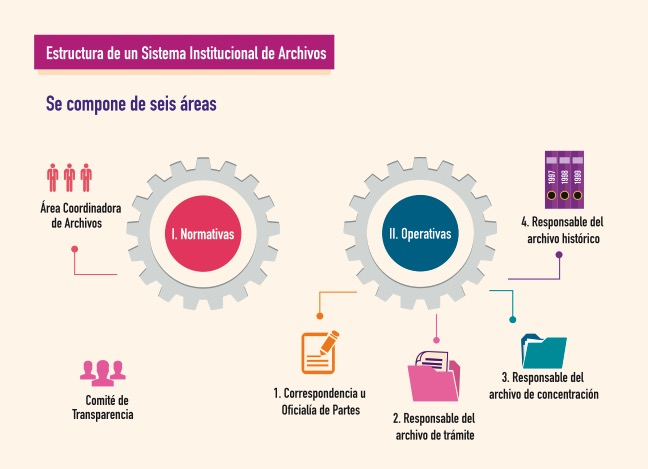 Estructura de un Sistema Institucional de Archivos
Se compone de seis áreas
Área Coordinadora
de Archivos
I. Normativas
II. Operativas
1997
1998
1999
4. Responsable del
archivo histórico
Comité de
Transparencia
1. Correspondencia u
Oficialía de Partes
2. Responsable del
archivo de trámite
3. Responsable del
archivo de concentración